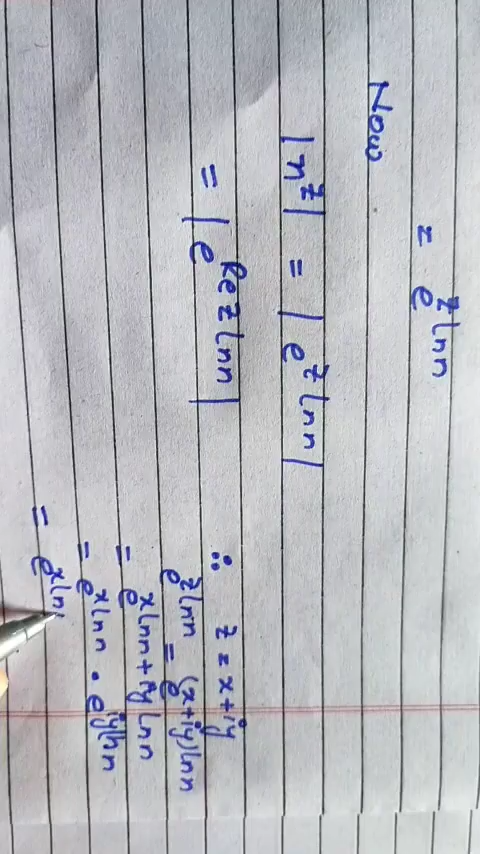 = e^{z ln n}
Now
|n^z| = |e^{z ln n}|
= |e^{Re z ln n}|
∵ z = x+iy
e^{z ln n} = e^{(x+iy) ln n}
= e^{x ln n + iy ln n}
= e^{x ln n} · e^{iy ln n}
= e^{x ln